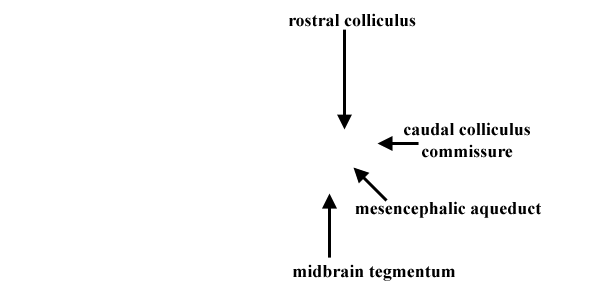 rostral colliculus
caudal colliculus
commissure
mesencephalic aqueduct
midbrain tegmentum